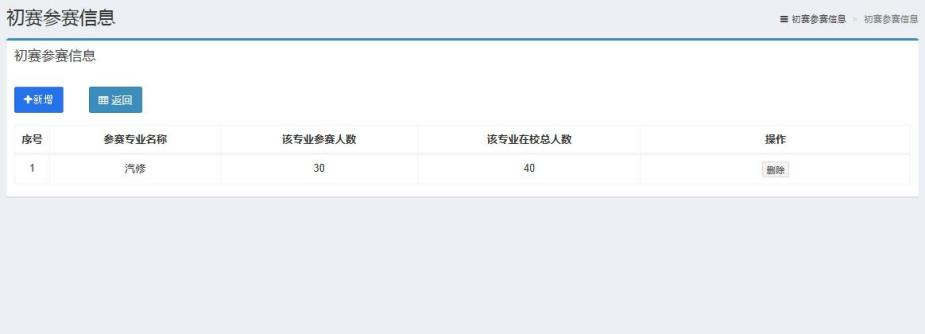 初赛参赛信息
初赛参赛信息 > 初赛参赛信息
初赛参赛信息
+新增 返回
序号 参赛专业名称 该专业参赛人数 该专业在校总人数 操作
1 汽修 30 40 删除